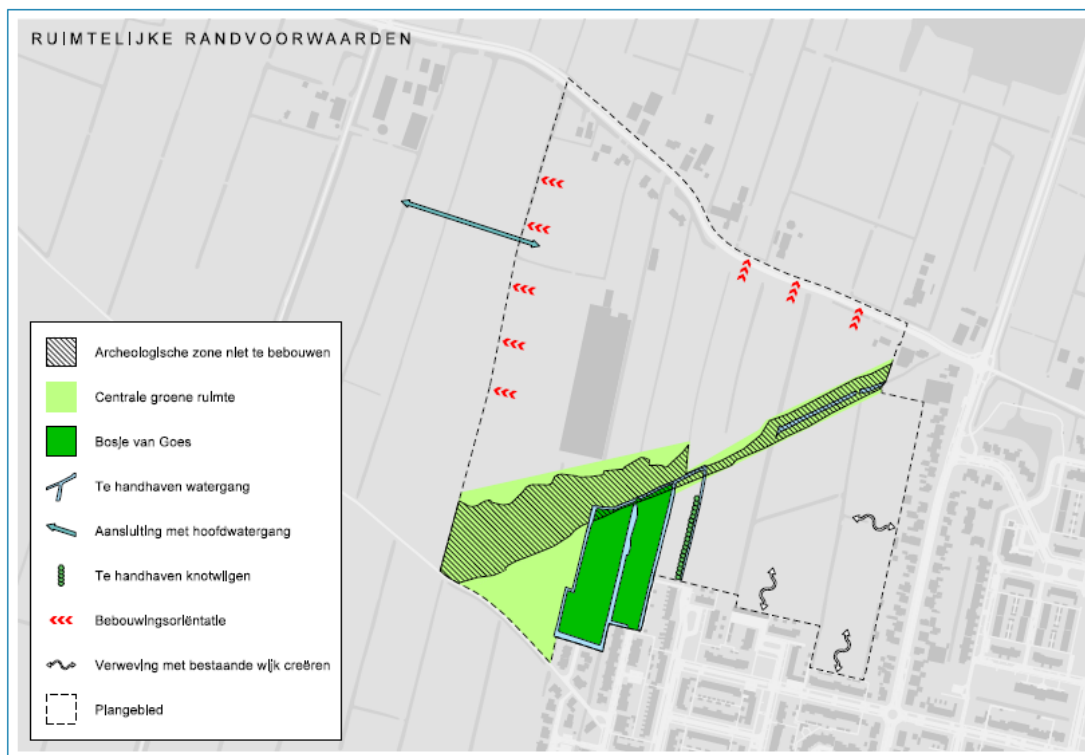 RUIMTELIJKE RANDVOORWAARDEN
Archeologische zone niet te bebouwen
Centrale groene ruimte
Bosje van Goes
Te handhaven watergang
Aansluiting met hoofdwatergang
Te handhaven knotwilgen
Bebouwingsoriëntatie
Verweving met bestaande wijk creëren
Plangebied